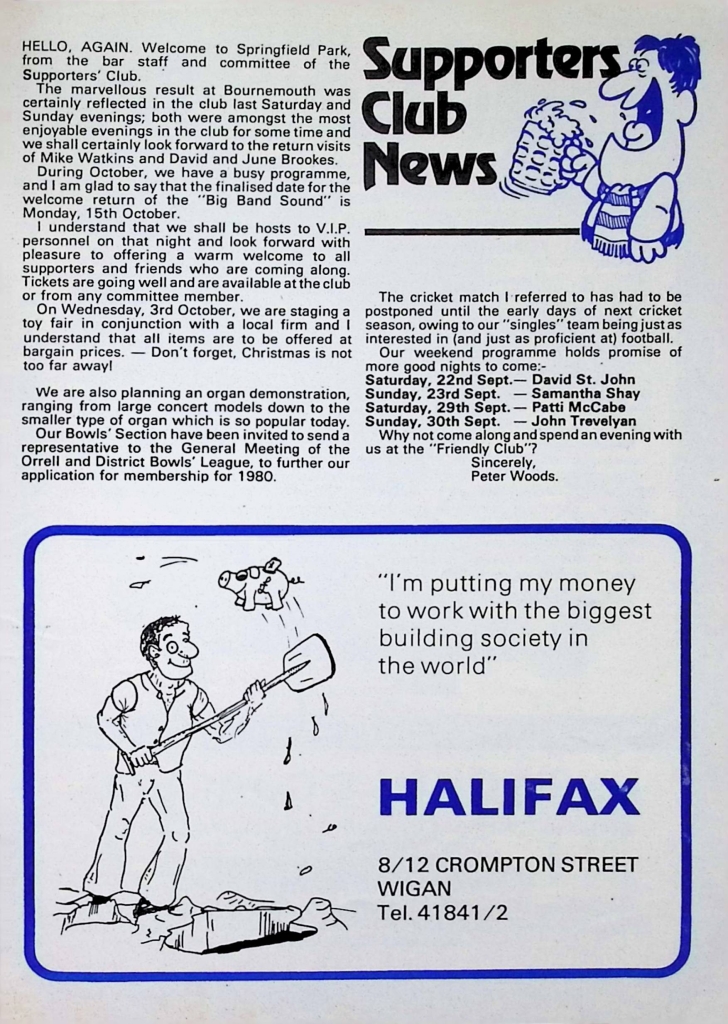 HELLO, AGAIN. Welcome to Springfield Park,
from the bar staff and committee of the
Supporters' Club.
The marvellous result at Bournemouth was
certainly reflected in the club last Saturday and
Sunday evenings; both were amongst the most
enjoyable evenings in the club for some time and
we shall certainly look forward to the return visits
of Mike Watkins and David and June Brookes.
During October, we have a busy programme,
and I am glad to say that the finalised date for the
welcome return of the "Big Band Sound" is
Monday, 15th October.
I understand that we shall be hosts to V.I.P.
personnel on that night and look forward with
pleasure to offering a warm welcome to all
supporters and friends who are coming along.
Tickets are going well and are available at the club
or from any committee member.
On Wednesday, 3rd October, we are staging a
toy fair in conjunction with a local firm and I
understand that all items are to be offered at
bargain prices. — Don't forget, Christmas is not
too far away!
We are also planning an organ demonstration,
ranging from large concert models down to the
smaller type of organ which is so popular today.
Our Bowls' Section have been invited to send a
representative to the General Meeting of the
Orrell and District Bowls' League, to further our
application for membership for 1980.
Supporters
Club
News
The cricket match I referred to has had to be
postponed until the early days of next cricket
season, owing to our "singles" team being just as
interested in (and just as proficient at) football.
Our weekend programme holds promise of
more good nights to come:-
Saturday, 22nd Sept. — David St. John
Sunday, 23rd Sept. — Samantha Shay
Saturday, 29th Sept. — Patti McCabe
Sunday, 30th Sept. — John Trevelyan
Why not come along and spend an evening with
us at the "Friendly Club"?
Sincerely,
Peter Woods.
"I'm putting my money
to work with the biggest
building society in
the world"
HALIFAX
8/12 CROMPTON STREET
WIGAN
Tel. 41841/2